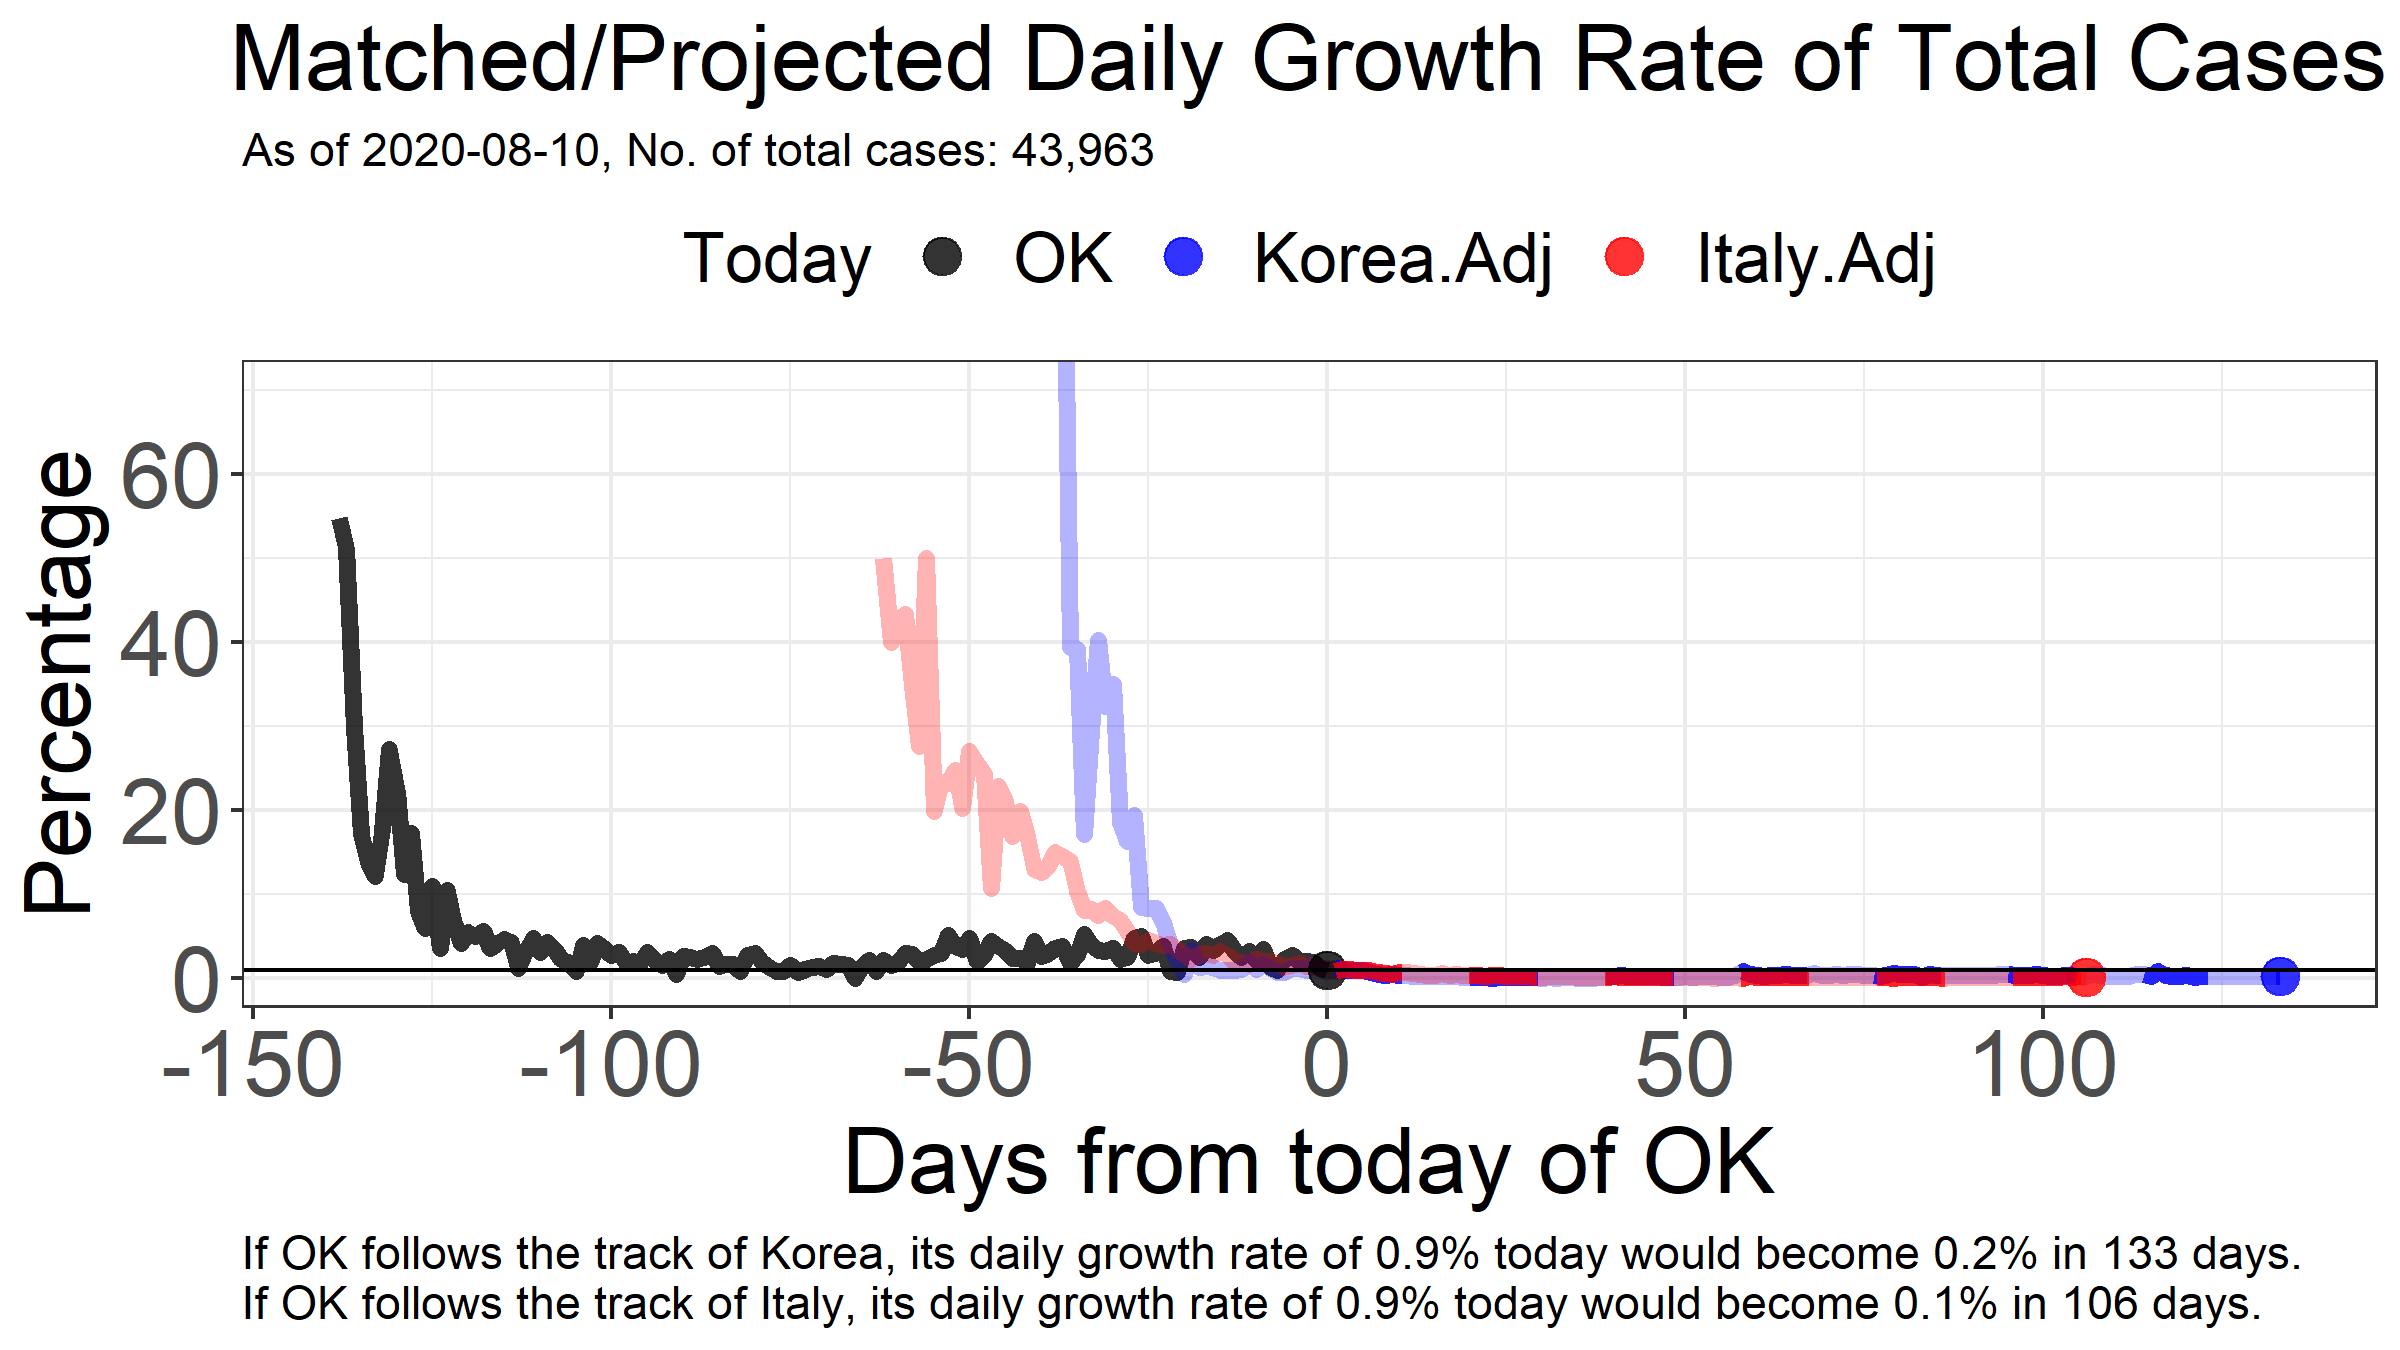 Matched/Projected Daily Growth Rate of Total Cases
As of 2020-08-10, No. of total cases: 43,963
Today OK Korea.Adj Italy.Adj
Percentage
60
40
20
0
-150 -100 -50 0 50 100
Days from today of OK
If OK follows the track of Korea, its daily growth rate of 0.9% today would become 0.2% in 133 days.
If OK follows the track of Italy, its daily growth rate of 0.9% today would become 0.1% in 106 days.